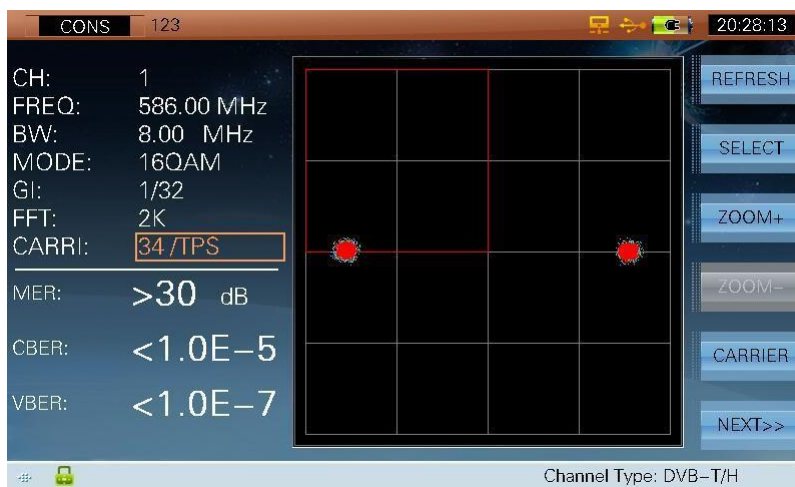 CONS 123 20:28:13
CH: 1
FREQ: 586.00 MHz
BW: 8.00 MHz
MODE: 16QAM
GI: 1/32
FFT: 2K
CARRI: 34 /TPS
MER: >30 dB
CBER: <1.0E-5
VBER: <1.0E-7
REFRESH
SELECT
ZOOM+
ZOOM-
CARRIER
NEXT>>
Channel Type: DVB-T/H